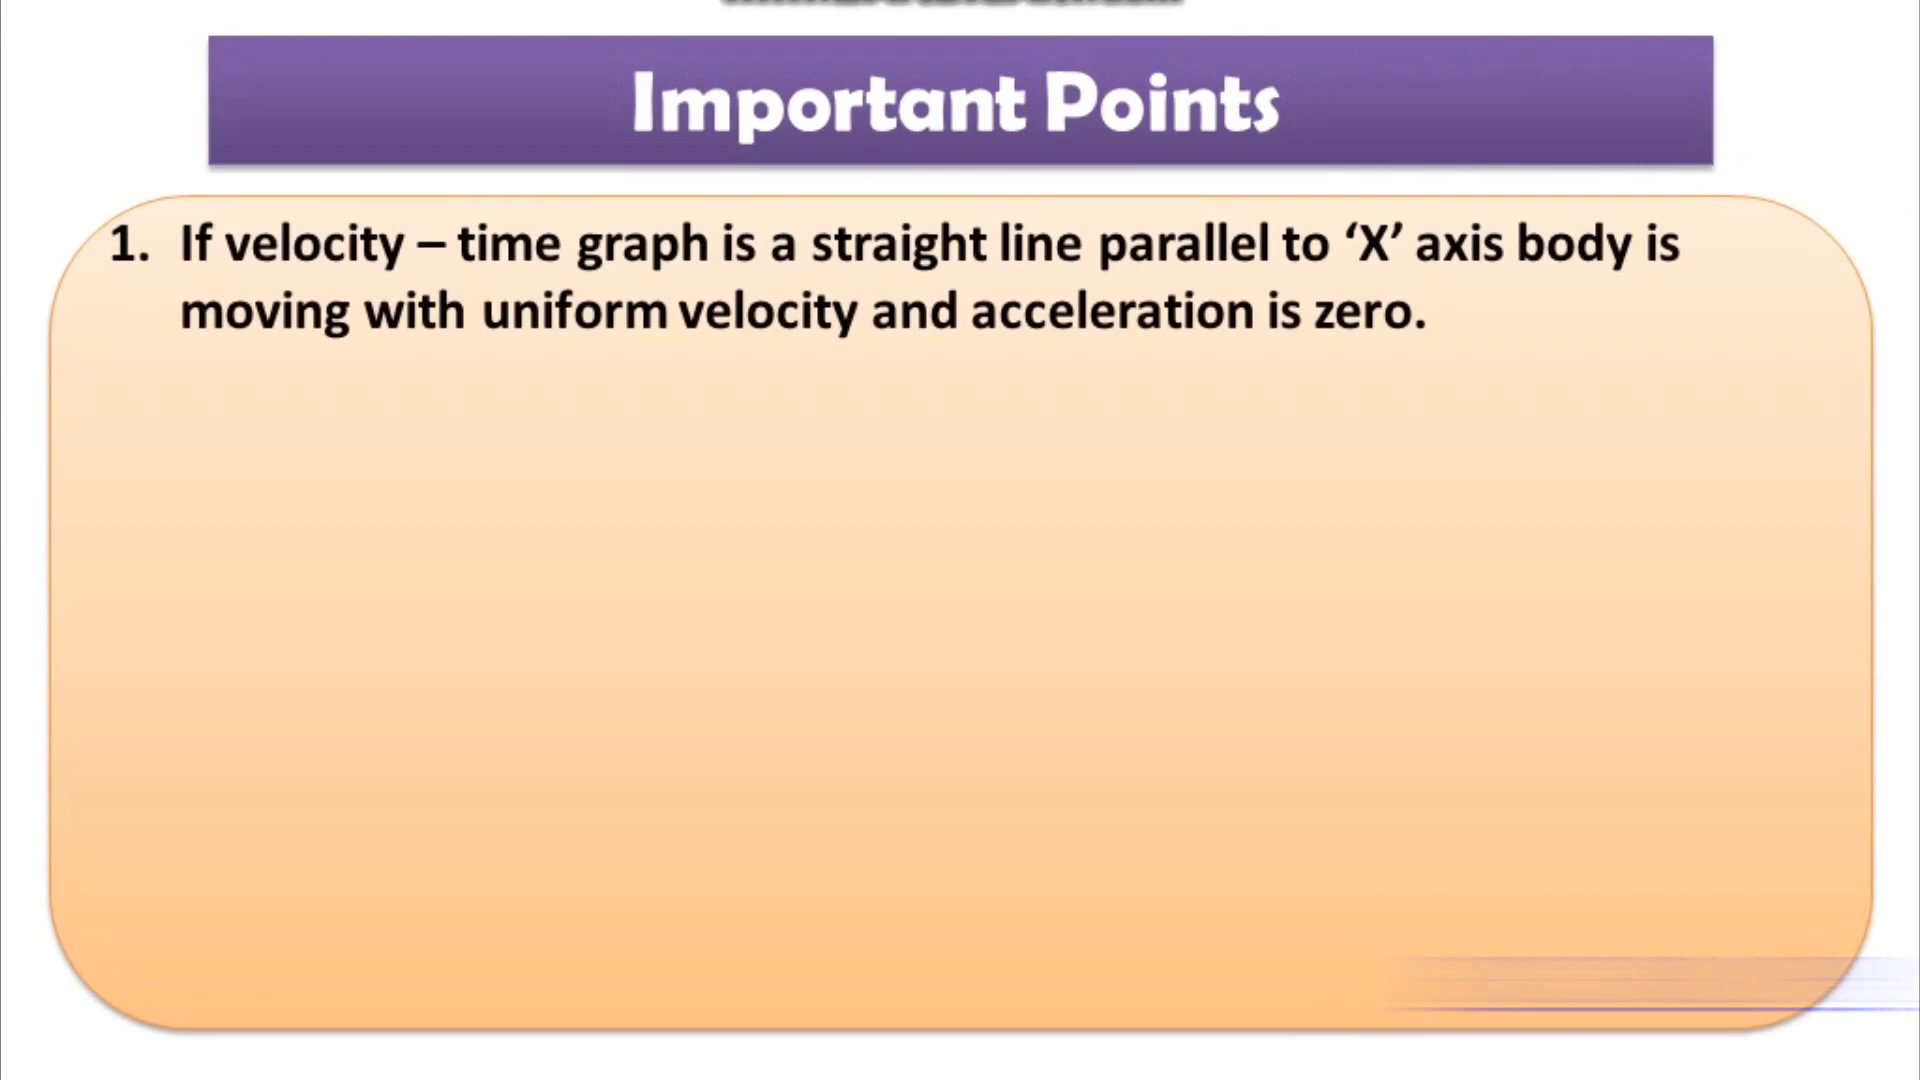 Important Points
1. If velocity – time graph is a straight line parallel to ‘X’ axis body is
moving with uniform velocity and acceleration is zero.